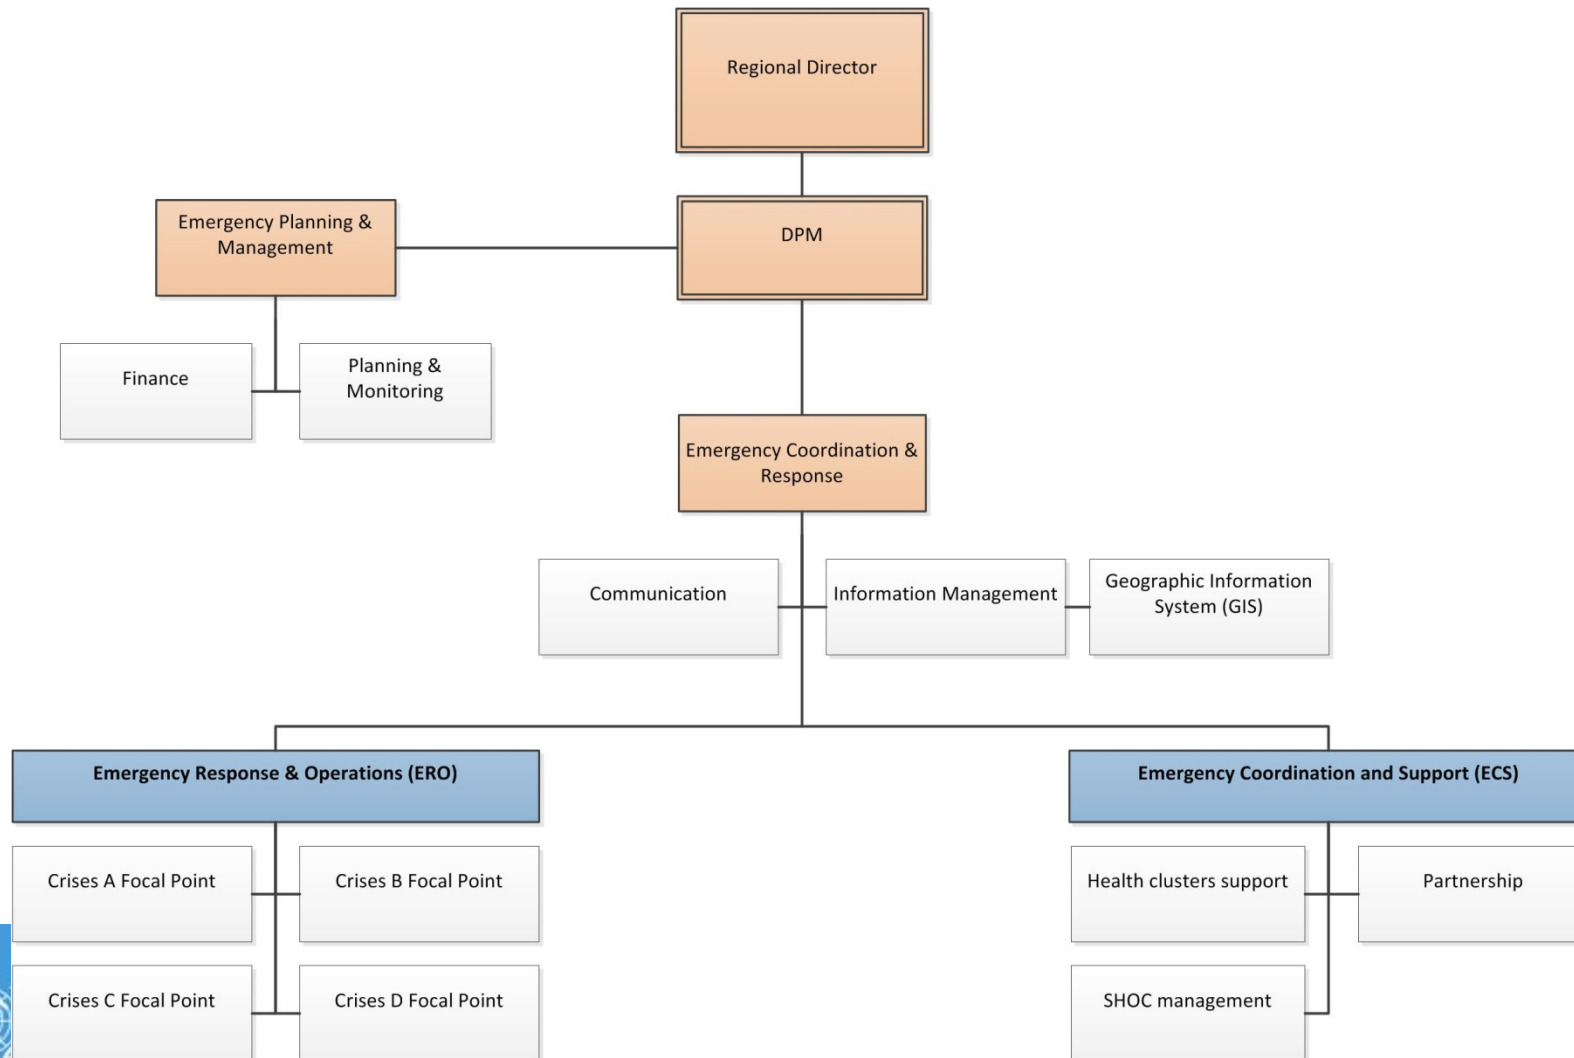 Regional Director
Emergency Planning &
Management
DPM
Finance
Planning &
Monitoring
Emergency Coordination &
Response
Communication
Information Management
Geographic Information
System (GIS)
Emergency Response & Operations (ERO)
Emergency Coordination and Support (ECS)
Crises A Focal Point
Crises B Focal Point
Health clusters support
Partnership
Crises C Focal Point
Crises D Focal Point
SHOC management